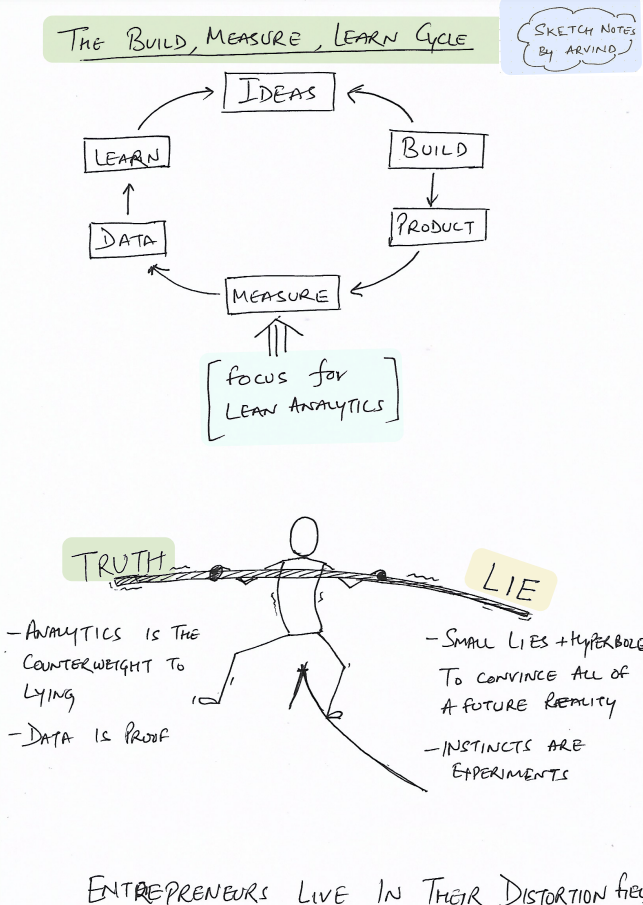 THE BUILD, MEASURE, LEARN CYCLE
SKETCH NOTES
BY ARVIND
IDEAS
LEARN
BUILD
DATA
PRODUCT
MEASURE
FOCUS FOR
LEAN ANALYTICS
TRUTH
LIE
- ANALYTICS IS THE
COUNTERWEIGHT TO
LYING
- DATA IS PROOF
- SMALL LIES + HYPERBOLE
TO CONVINCE ALL OF
A FUTURE REALITY
- INSTINCTS ARE
EXPERIMENTS
ENTREPRENEURS LIVE IN THEIR DISTORTION